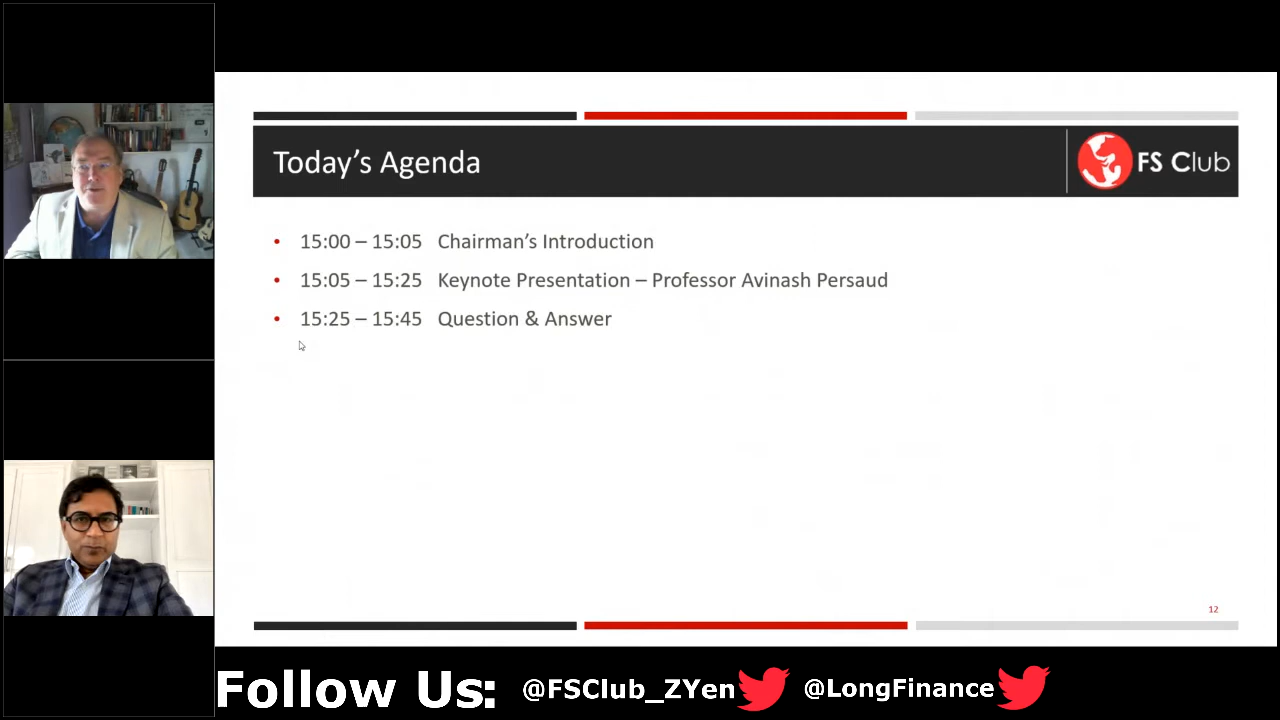 Today's Agenda
FS Club
• 15:00 – 15:05 Chairman's Introduction
• 15:05 – 15:25 Keynote Presentation – Professor Avinash Persaud
• 15:25 – 15:45 Question & Answer
12
Follow Us: @FSClub_ZYen @LongFinance